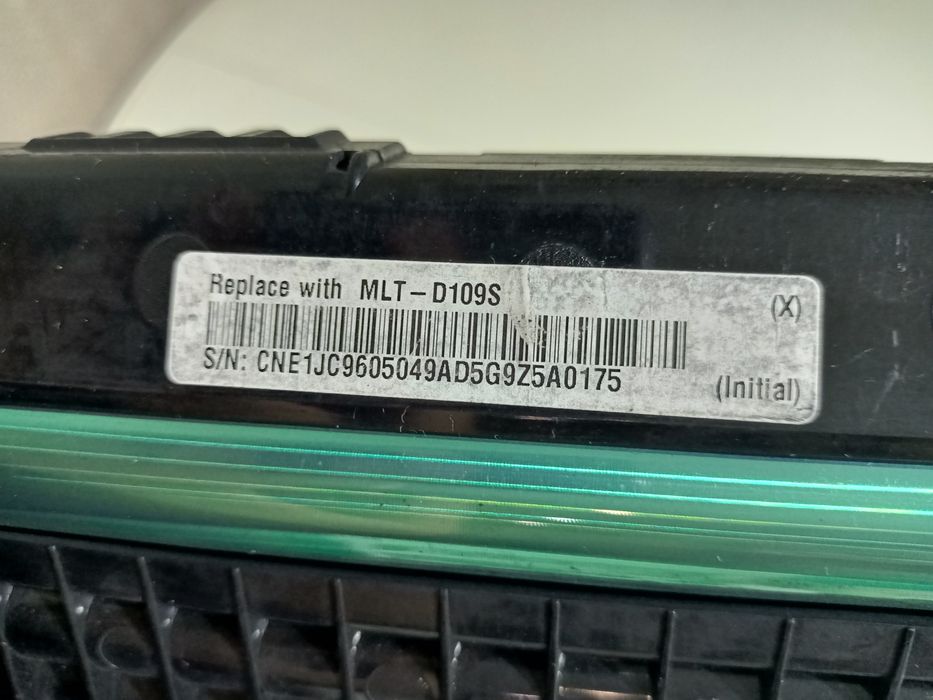 Replace with MLT-D109S
(X)
S/N: CNE1JC9605049AD5G9Z5A0175
(Initial)